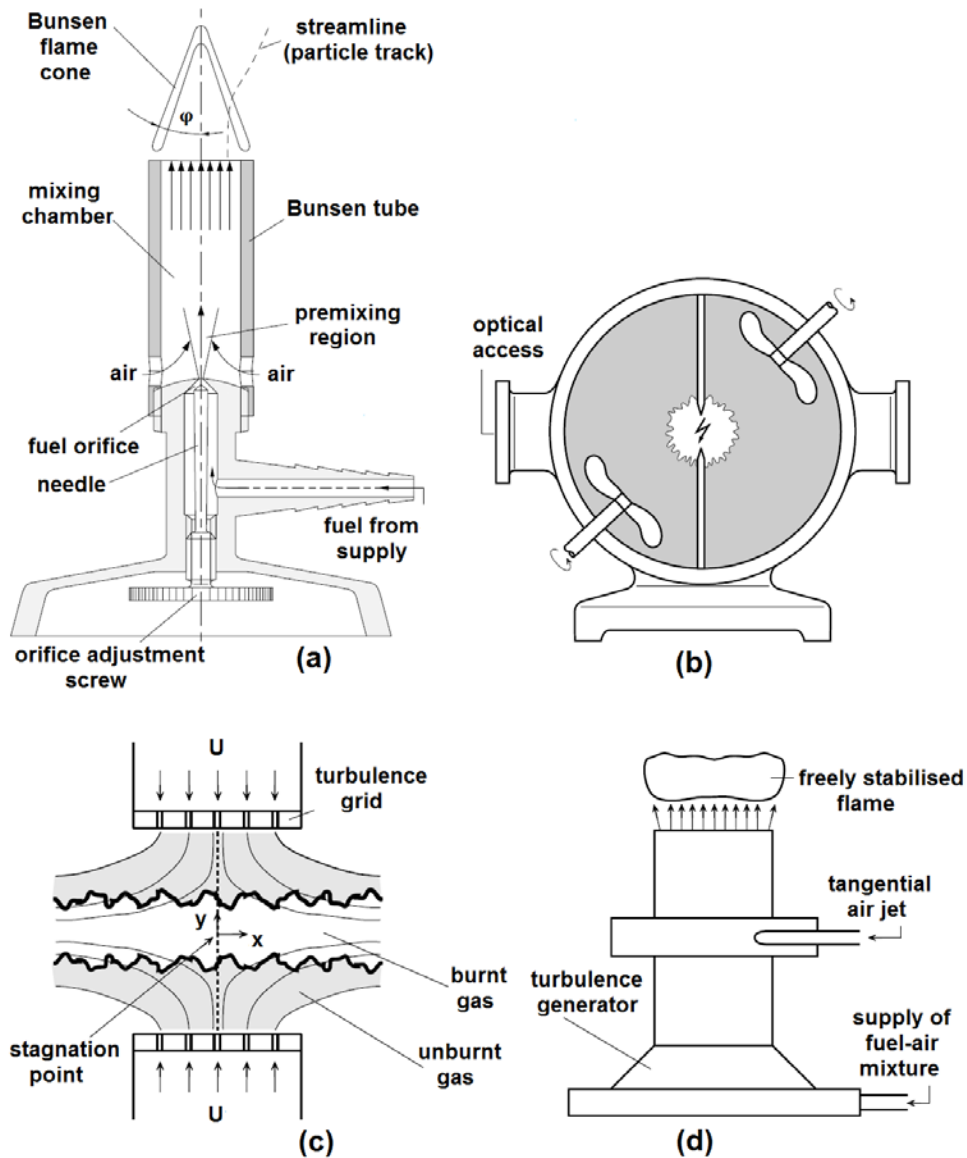 Bunsen
flame
cone
streamline
(particle track)
φ
mixing
chamber
Bunsen tube
premixing
region
air
air
fuel orifice
needle
fuel from
supply
orifice adjustment
screw
(a)
optical
access
(b)
U
turbulence
grid
y
x
burnt
gas
stagnation
point
unburnt
gas
U
(c)
freely stabilised
flame
tangential
air jet
turbulence
generator
supply of
fuel-air
mixture
(d)